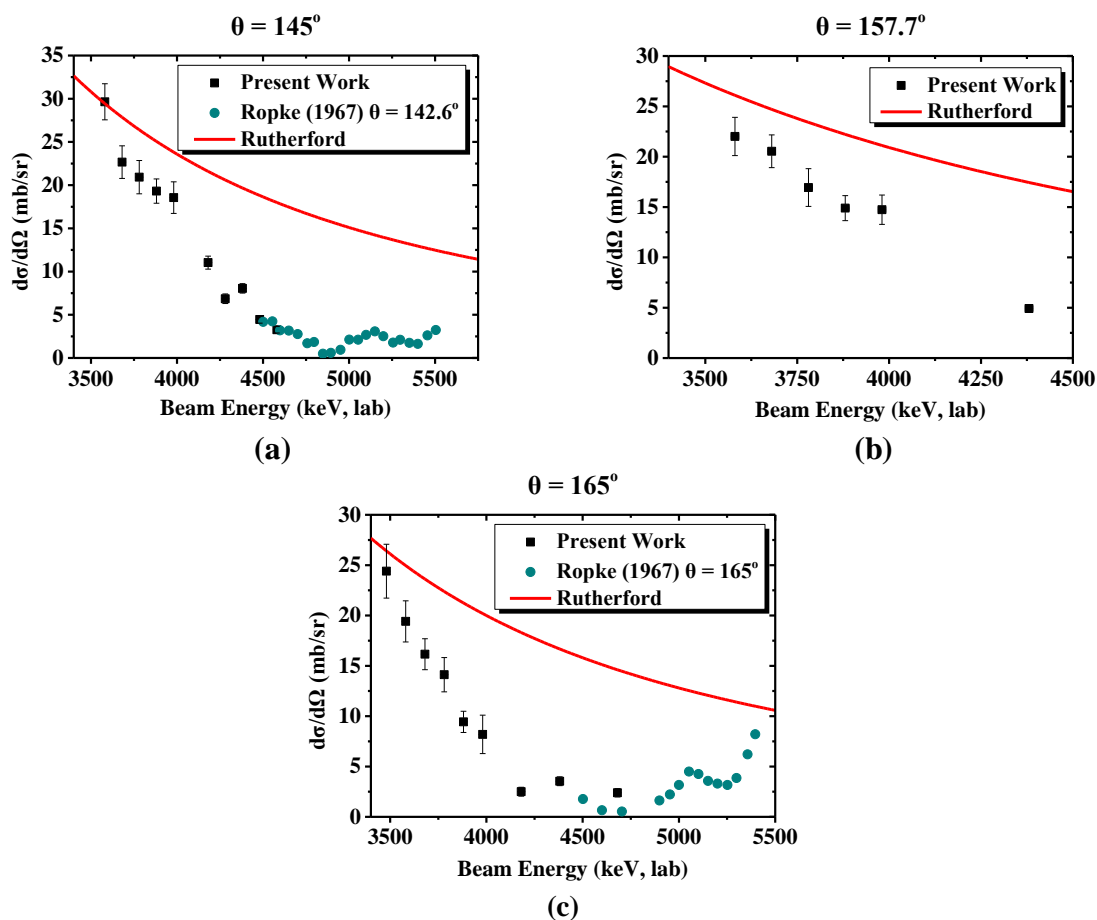 θ = 145°
35
30
25
20
15
10
5
0
dσ/dΩ (mb/sr)
Present Work
Ropke (1967) θ = 142.6°
Rutherford
3500 4000 4500 5000 5500
Beam Energy (keV, lab)
(a)
θ = 157.7°
30
25
20
15
10
5
0
dσ/dΩ (mb/sr)
Present Work
Rutherford
3500 3750 4000 4250 4500
Beam Energy (keV, lab)
(b)
θ = 165°
30
25
20
15
10
5
0
dσ/dΩ (mb/sr)
Present Work
Ropke (1967) θ = 165°
Rutherford
3500 4000 4500 5000 5500
Beam Energy (keV, lab)
(c)